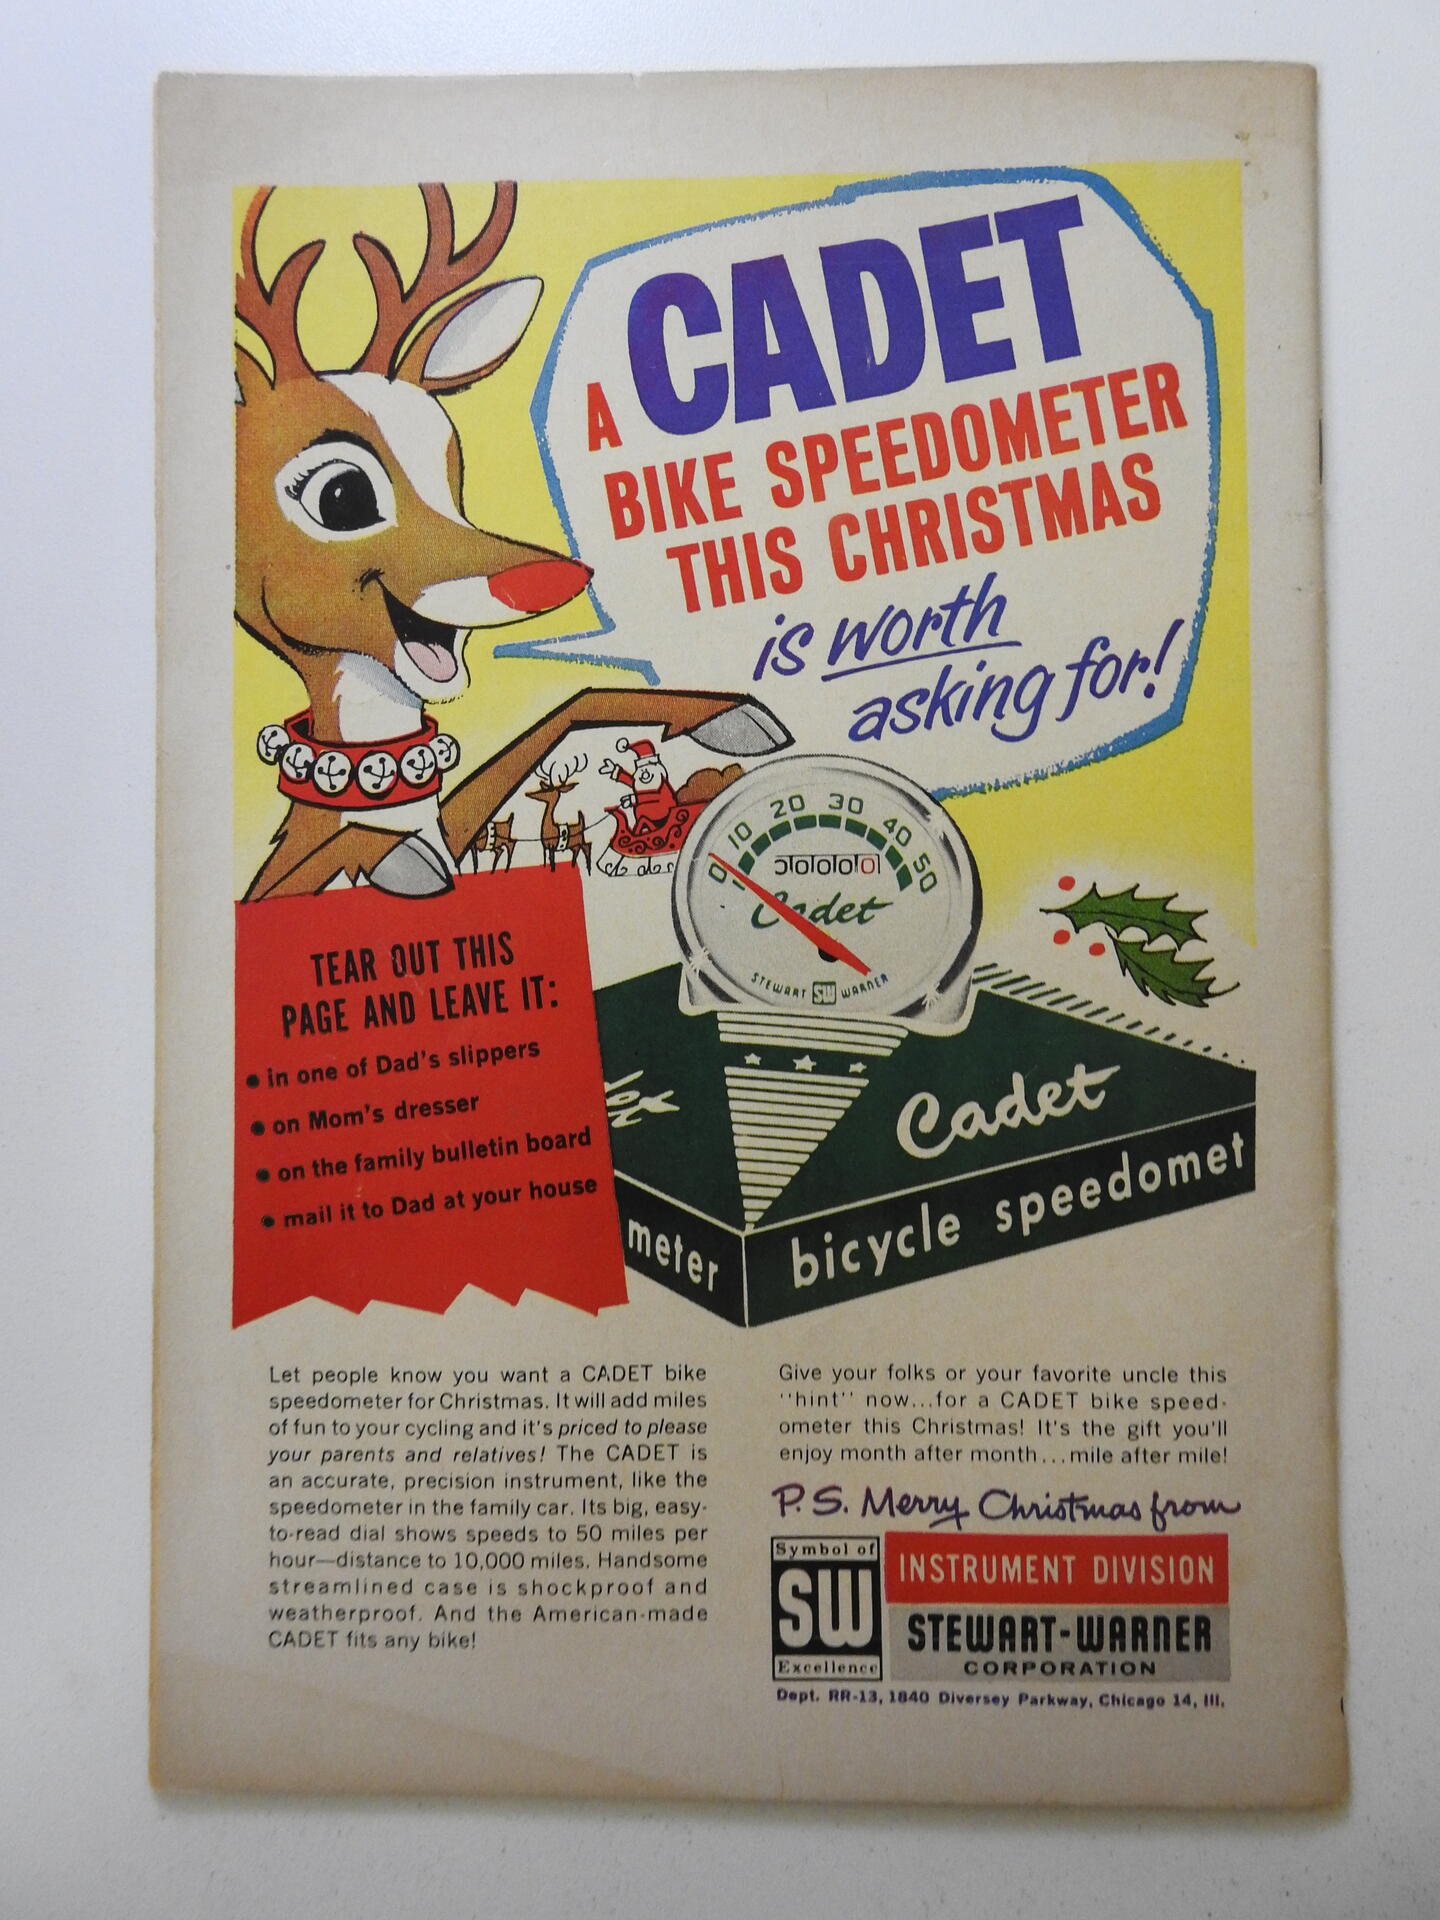 A CADET
BIKE SPEEDOMETER
THIS CHRISTMAS
is worth
asking for!
10 20 30 40 50
0
Cadet
STEWART SW WARNER
TEAR OUT THIS
PAGE AND LEAVE IT:
• in one of Dad's slippers
• on Mom's dresser
• on the family bulletin board
• mail it to Dad at your house
Cadet
meter
bicycle speedomet
Let people know you want a CADET bike
speedometer for Christmas. It will add miles
of fun to your cycling and it's priced to please
your parents and relatives! The CADET is
an accurate, precision instrument, like the
speedometer in the family car. Its big, easy-
to-read dial shows speeds to 50 miles per
hour—distance to 10,000 miles. Handsome
streamlined case is shockproof and
weatherproof. And the American-made
CADET fits any bike!
Give your folks or your favorite uncle this
"hint" now...for a CADET bike speed-
ometer this Christmas! It's the gift you'll
enjoy month after month...mile after mile!
P.S. Merry Christmas from
Symbol of
SW
Excellence
INSTRUMENT DIVISION
STEWART-WARNER
CORPORATION
Dept. RR-13, 1840 Diversey Parkway, Chicago 14, Ill.